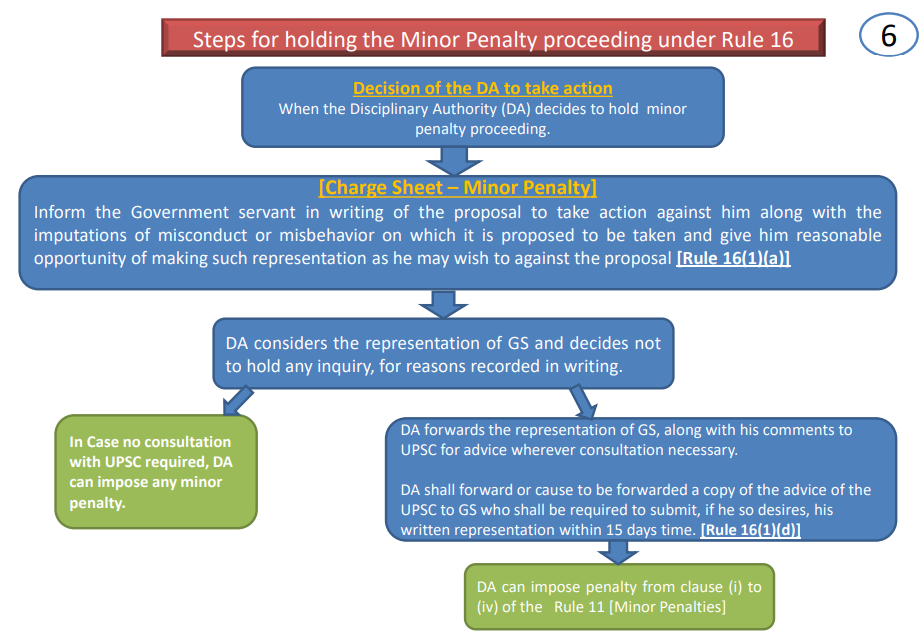 Steps for holding the Minor Penalty proceeding under Rule 16
6
Decision of the DA to take action
When the Disciplinary Authority (DA) decides to hold minor
penalty proceeding.
[Charge Sheet – Minor Penalty]
Inform the Government servant in writing of the proposal to take action against him along with the
imputations of misconduct or misbehavior on which it is proposed to be taken and give him reasonable
opportunity of making such representation as he may wish to against the proposal [Rule 16(1)(a)]
DA considers the representation of GS and decides not
to hold any inquiry, for reasons recorded in writing.
In Case no consultation
with UPSC required, DA
can impose any minor
penalty.
DA forwards the representation of GS, along with his comments to
UPSC for advice wherever consultation necessary.
DA shall forward or cause to be forwarded a copy of the advice of the
UPSC to GS who shall be required to submit, if he so desires, his
written representation within 15 days time. [Rule 16(1)(d)]
DA can impose penalty from clause (i) to
(iv) of the Rule 11 [Minor Penalties]